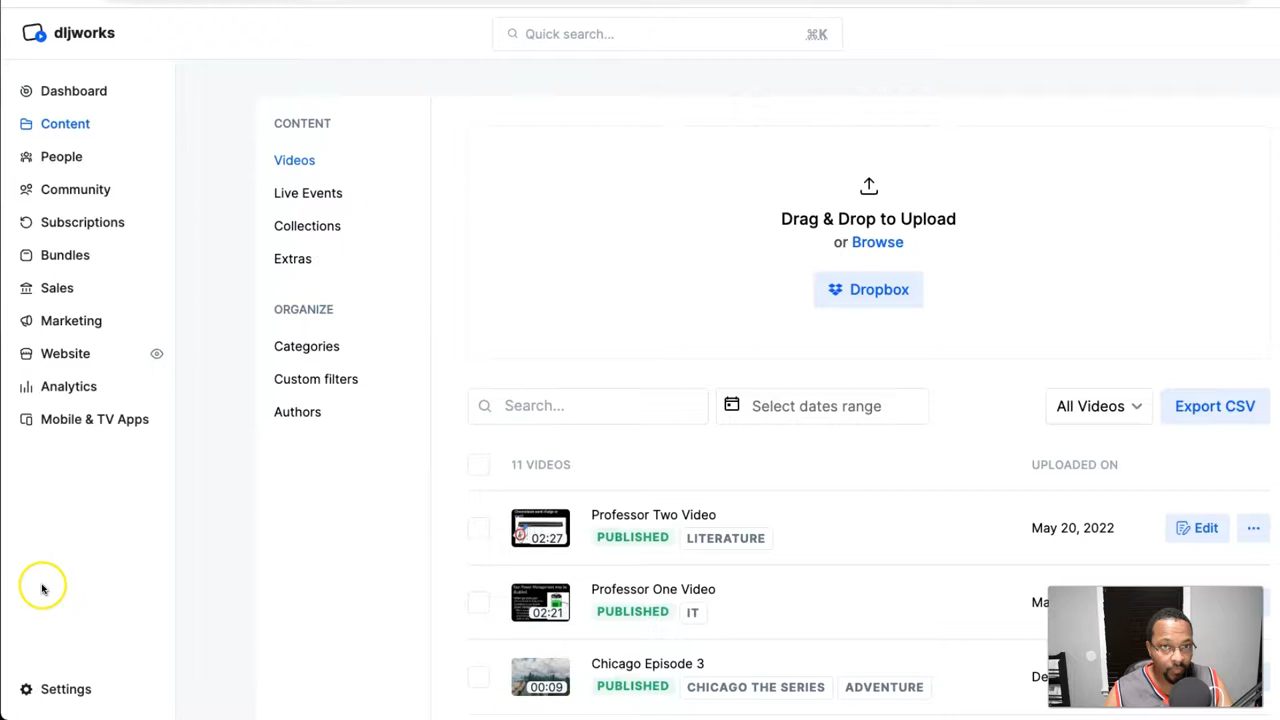 dljworks
Quick search...
⌘K
Dashboard
Content
People
Community
Subscriptions
Bundles
Sales
Marketing
Website
Analytics
Mobile & TV Apps
Settings
CONTENT
Videos
Live Events
Collections
Extras
ORGANIZE
Categories
Custom filters
Authors
Drag & Drop to Upload
or Browse
Dropbox
Search...
Select dates range
All Videos
Export CSV
11 VIDEOS
UPLOADED ON
02:27
Professor Two Video
PUBLISHED
LITERATURE
May 20, 2022
Edit
02:21
Professor One Video
PUBLISHED
IT
00:09
Chicago Episode 3
PUBLISHED
CHICAGO THE SERIES
ADVENTURE